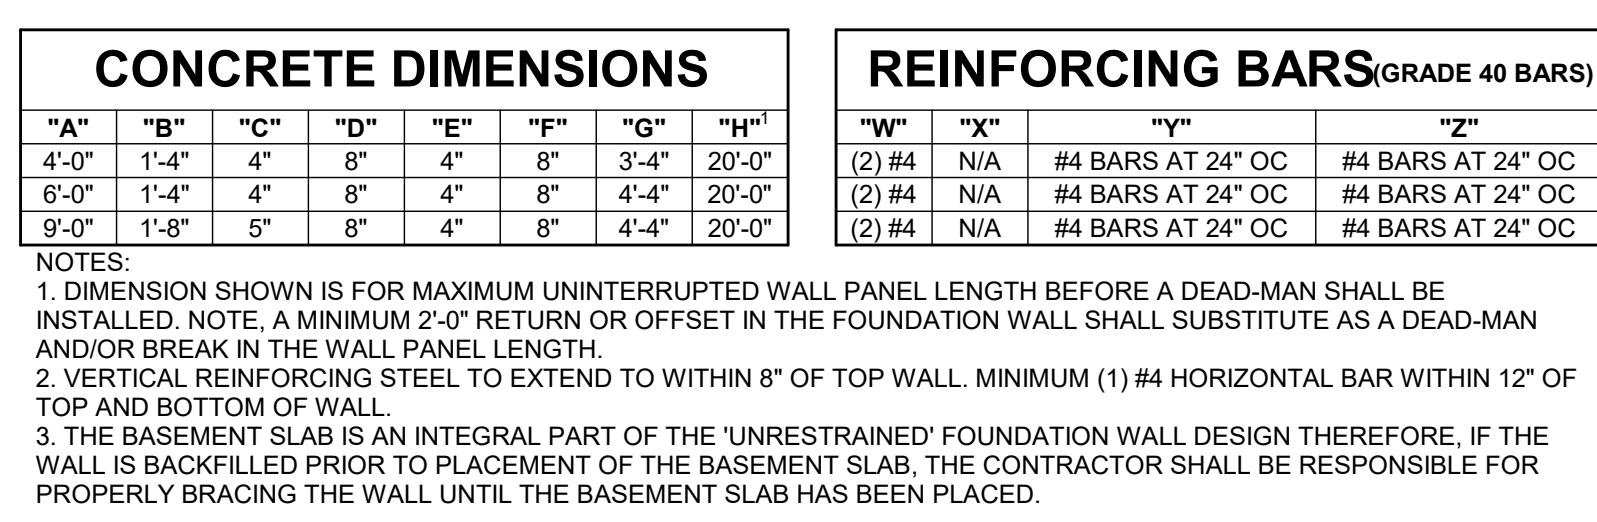 CONCRETE DIMENSIONS
"A" "B" "C" "D" "E" "F" "G" "H"1
4'-0" 1'-4" 4" 8" 4" 8" 3'-4" 20'-0"
6'-0" 1'-4" 4" 8" 4" 8" 4'-4" 20'-0"
9'-0" 1'-8" 5" 8" 4" 8" 4'-4" 20'-0"
REINFORCING BARS(GRADE 40 BARS)
"W" "X" "Y" "Z"
(2) #4 N/A #4 BARS AT 24" OC #4 BARS AT 24" OC
(2) #4 N/A #4 BARS AT 24" OC #4 BARS AT 24" OC
(2) #4 N/A #4 BARS AT 24" OC #4 BARS AT 24" OC
NOTES:
1. DIMENSION SHOWN IS FOR MAXIMUM UNINTERRUPTED WALL PANEL LENGTH BEFORE A DEAD-MAN SHALL BE
INSTALLED. NOTE, A MINIMUM 2'-0" RETURN OR OFFSET IN THE FOUNDATION WALL SHALL SUBSTITUTE AS A DEAD-MAN
AND/OR BREAK IN THE WALL PANEL LENGTH.
2. VERTICAL REINFORCING STEEL TO EXTEND TO WITHIN 8" OF TOP WALL. MINIMUM (1) #4 HORIZONTAL BAR WITHIN 12" OF
TOP AND BOTTOM OF WALL.
3. THE BASEMENT SLAB IS AN INTEGRAL PART OF THE 'UNRESTRAINED' FOUNDATION WALL DESIGN THEREFORE, IF THE
WALL IS BACKFILLED PRIOR TO PLACEMENT OF THE BASEMENT SLAB, THE CONTRACTOR SHALL BE RESPONSIBLE FOR
PROPERLY BRACING THE WALL UNTIL THE BASEMENT SLAB HAS BEEN PLACED.